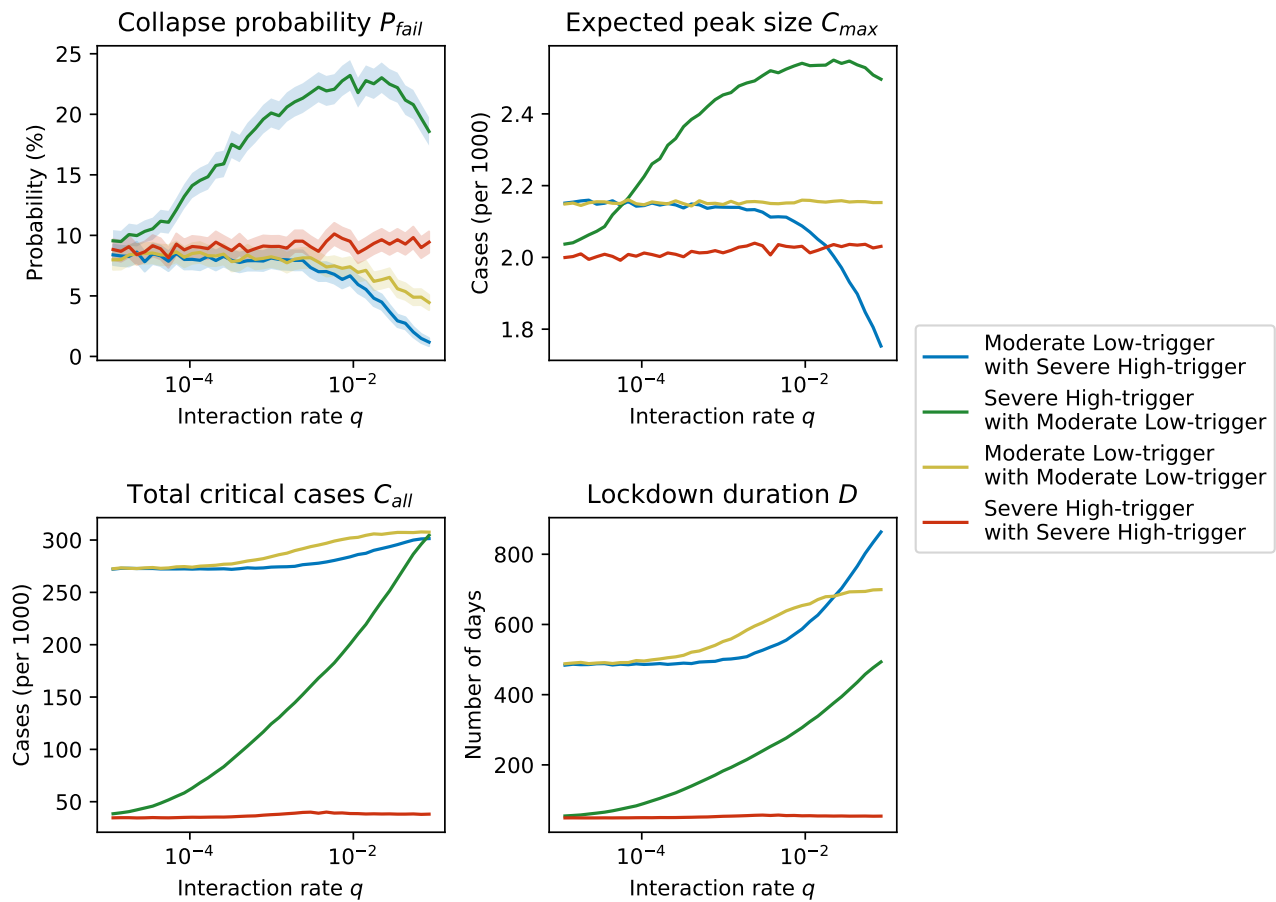 Collapse probability P_fail
Probability (%)
25
20
15
10
5
0
10^−4
10^−2
Interaction rate q
Expected peak size C_max
Cases (per 1000)
2.4
2.2
2.0
1.8
10^−4
10^−2
Interaction rate q
Moderate Low-trigger
with Severe High-trigger
Severe High-trigger
with Moderate Low-trigger
Moderate Low-trigger
with Moderate Low-trigger
Severe High-trigger
with Severe High-trigger
Total critical cases C_all
Cases (per 1000)
300
250
200
150
100
50
10^−4
10^−2
Interaction rate q
Lockdown duration D
Number of days
800
600
400
200
10^−4
10^−2
Interaction rate q